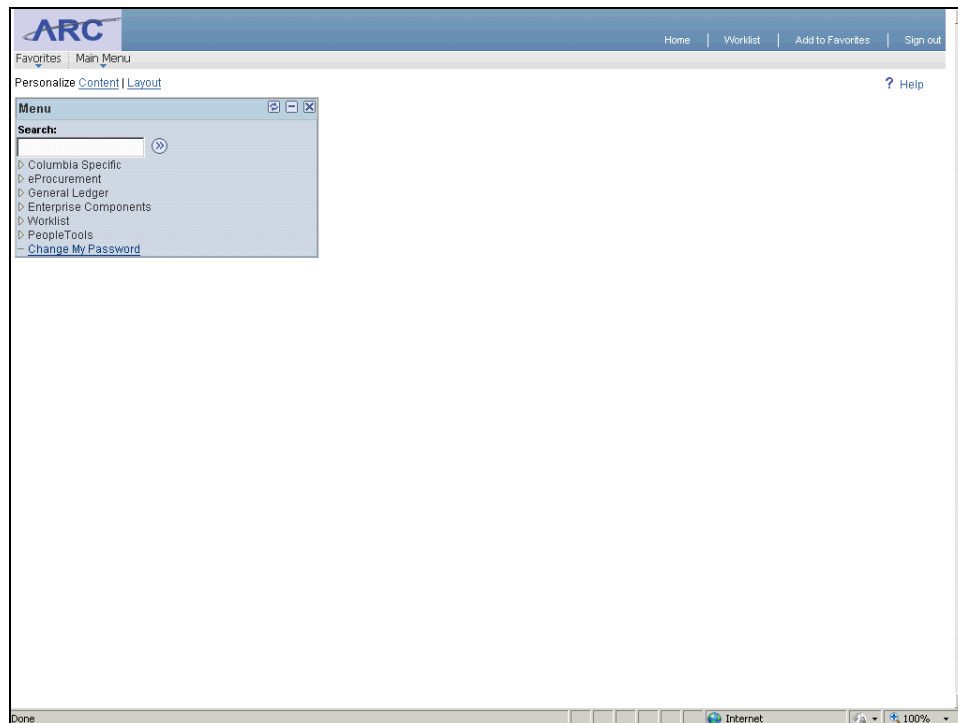 ARC
Home | Worklist | Add to Favorites | Sign out
Favorites Main Menu
Personalize Content | Layout
? Help
Menu
Search:
Columbia Specific
eProcurement
General Ledger
Enterprise Components
Worklist
PeopleTools
Change My Password
Done Internet 100%